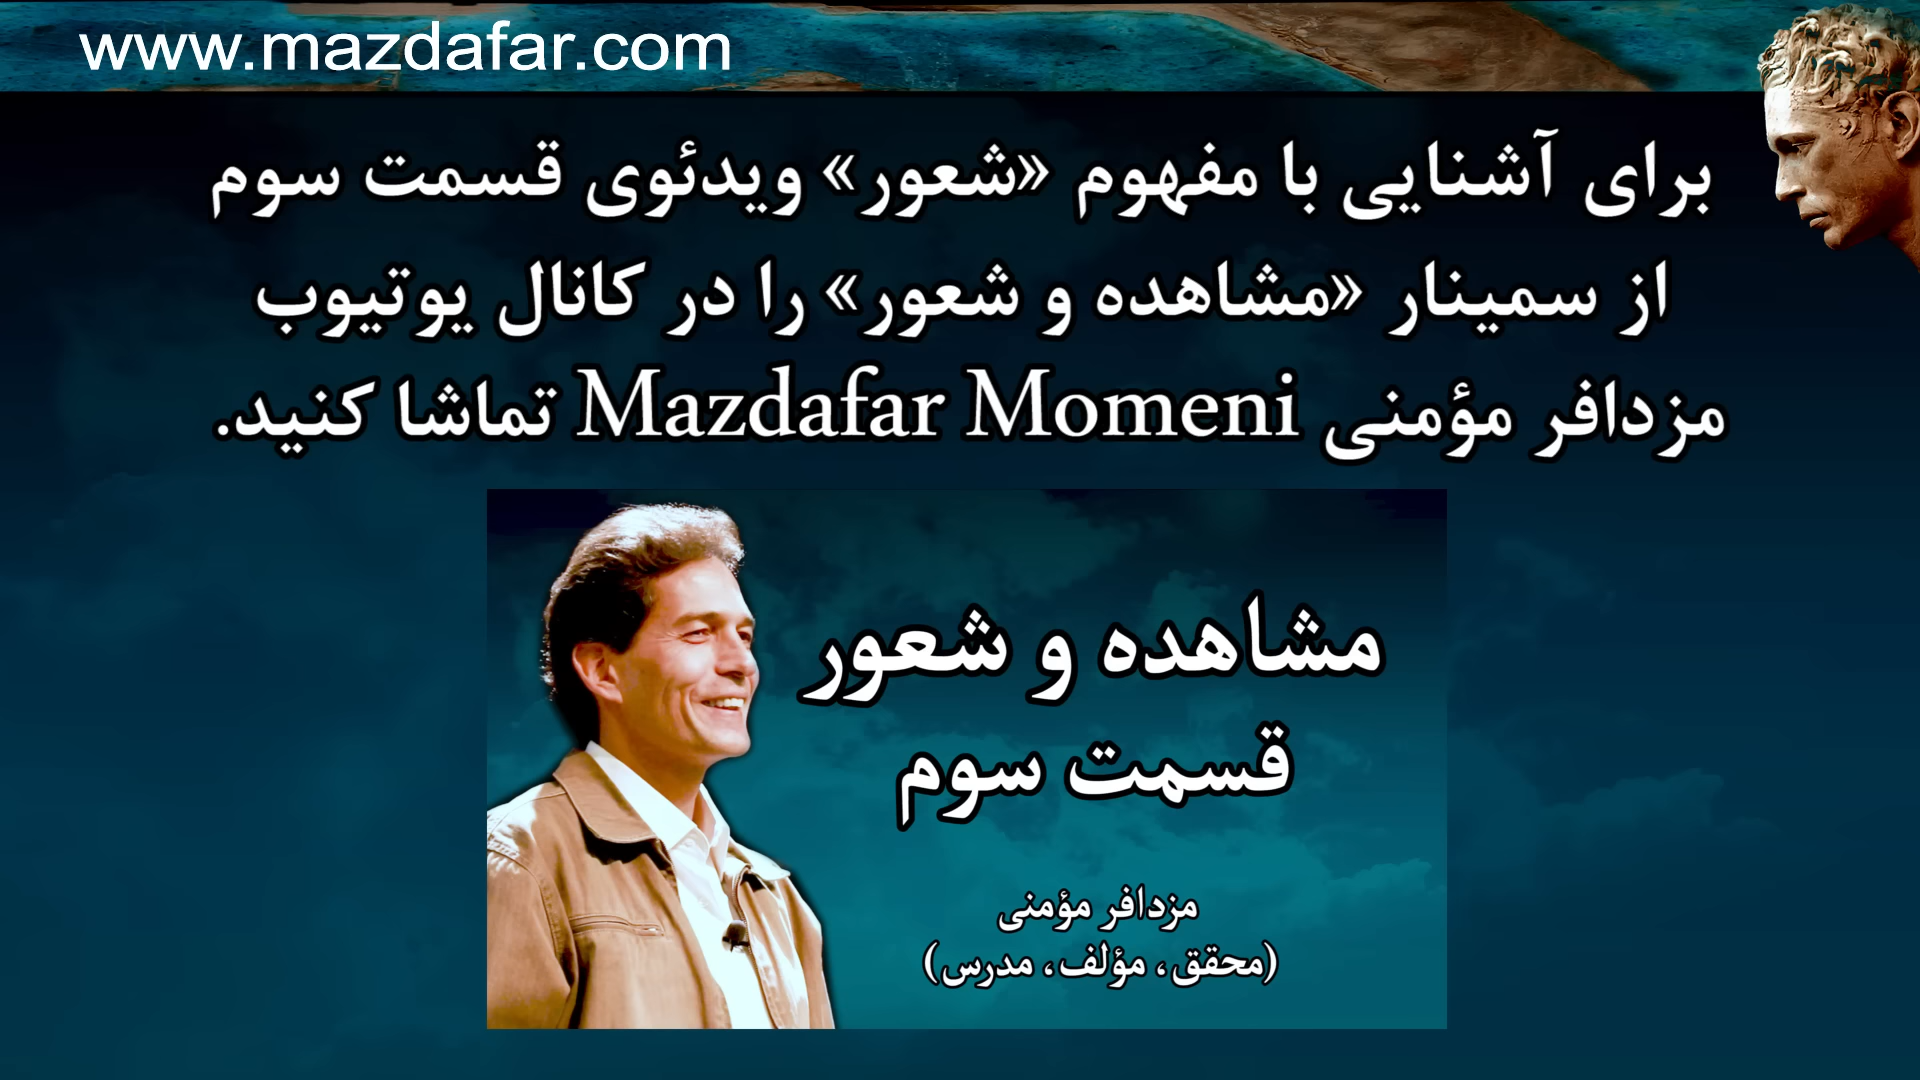 www.mazdafar.com
برای آشنایی با مفهوم «شعور» ویدئوی قسمت سوم
از سمینار «مشاهده و شعور» را در کانال یوتیوب
مزدافر مؤمنی Mazdafar Momeni تماشا کنید.
مشاهده و شعور
قسمت سوم
مزدافر مؤمنی
(محقق، مؤلف، مدرس)